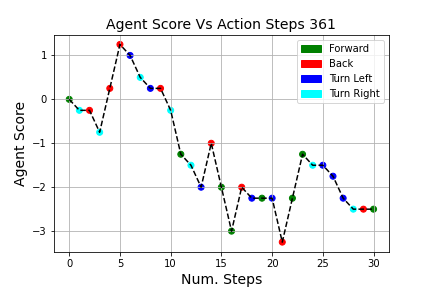 Agent Score Vs Action Steps 361
Agent Score
1
0
−1
−2
−3
Forward
Back
Turn Left
Turn Right
0 5 10 15 20 25 30
Num. Steps